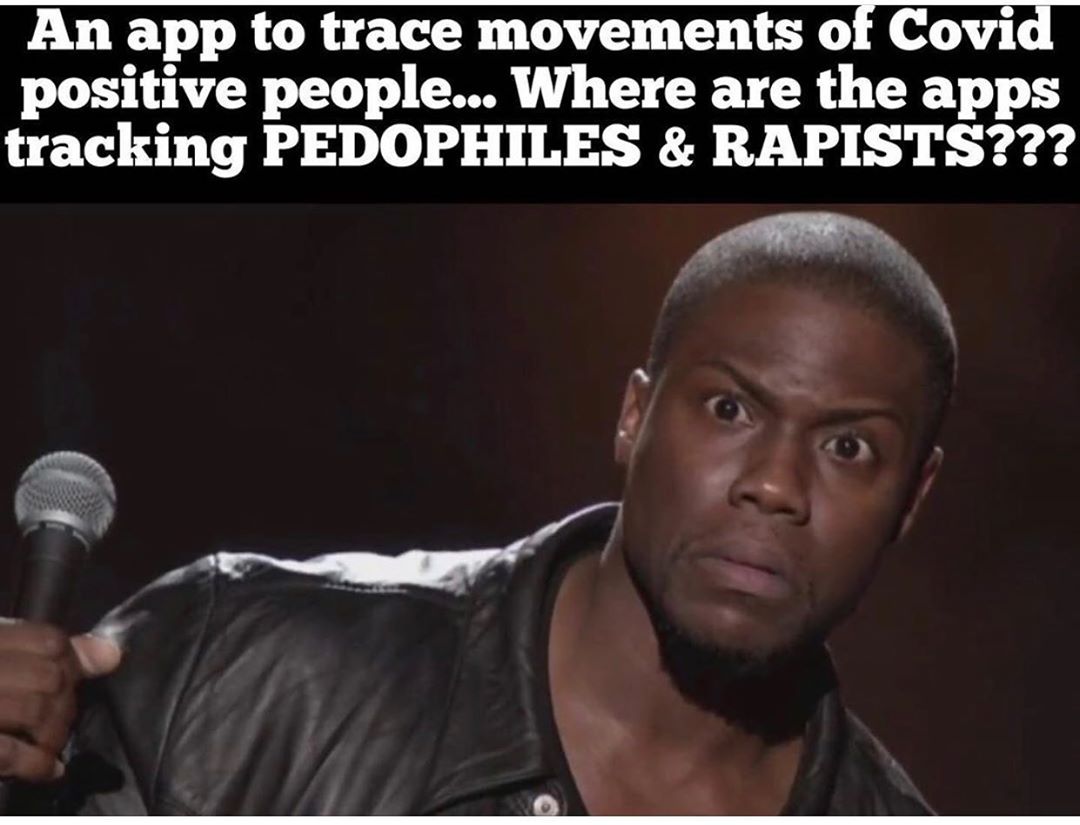 An app to trace movements of Covid
positive people... Where are the apps
tracking PEDOPHILES & RAPISTS???